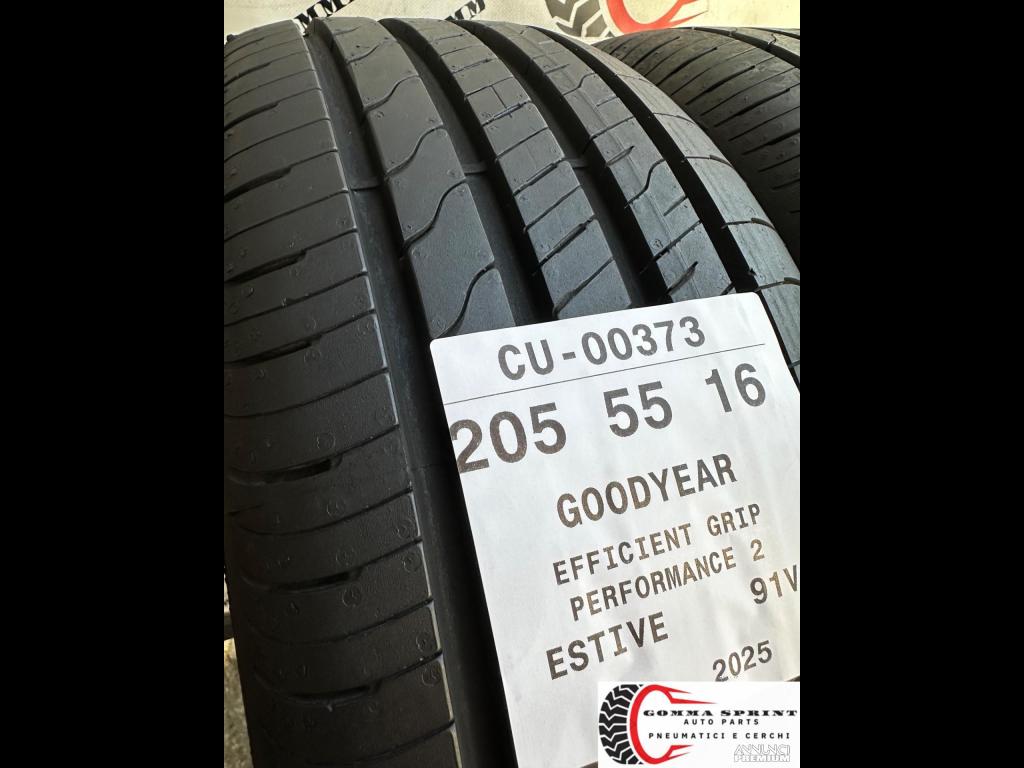 CU-00373
205 55 16
GOODYEAR
EFFICIENT GRIP
PERFORMANCE 2
91V
ESTIVE
2025
GOMMA SPRINT
AUTO PARTS
PNEUMATICI E CERCHI
ANNUNCI
PREMIUM